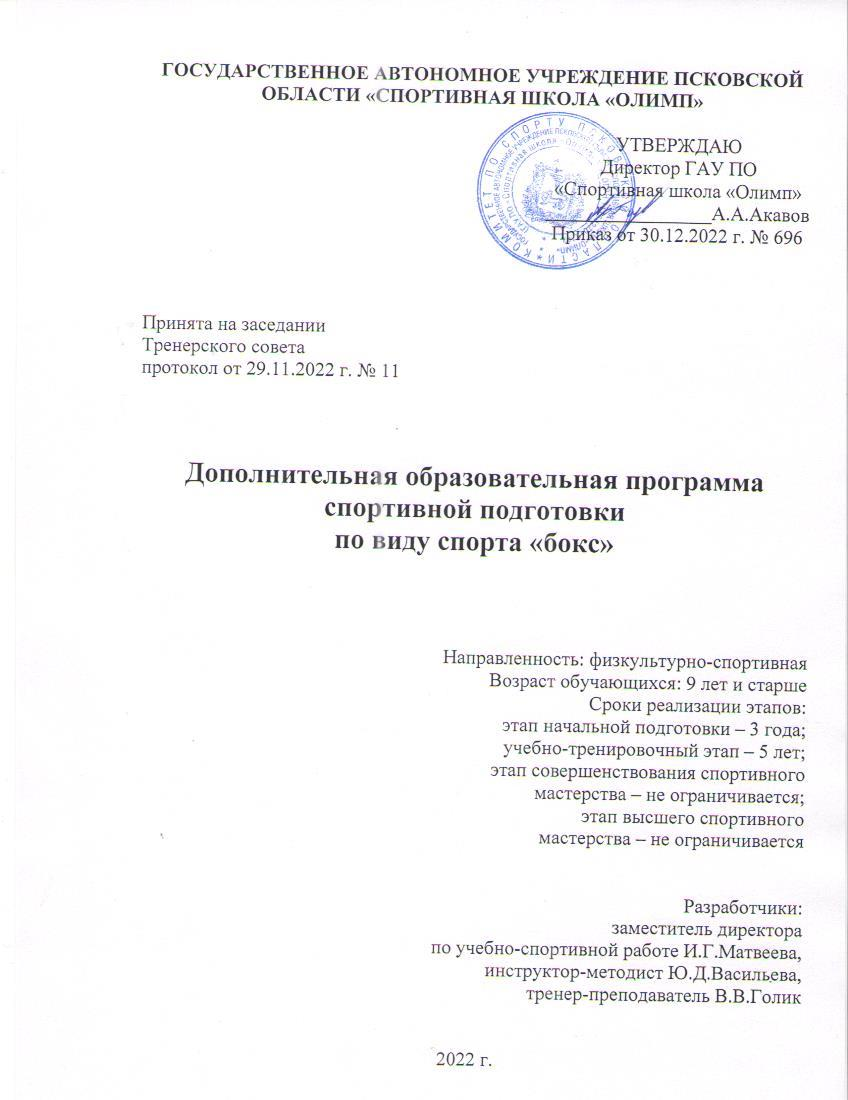 ГОСУДАРСТВЕННОЕ АВТОНОМНОЕ УЧРЕЖДЕНИЕ ПСКОВСКОЙ
ОБЛАСТИ «СПОРТИВНАЯ ШКОЛА «ОЛИМП»
УТВЕРЖДАЮ
Директор ГАУ ПО
«Спортивная школа «Олимп»
А.А.Акавов
Приказ от 30.12.2022 г. № 696
Принята на заседании
Тренерского совета
протокол от 29.11.2022 г. № 11
Дополнительная образовательная программа
спортивной подготовки
по виду спорта «бокс»
Направленность: физкультурно-спортивная
Возраст обучающихся: 9 лет и старше
Сроки реализации этапов:
этап начальной подготовки – 3 года;
учебно-тренировочный этап – 5 лет;
этап совершенствования спортивного
мастерства – не ограничивается;
этап высшего спортивного
мастерства – не ограничивается
Разработчики:
заместитель директора
по учебно-спортивной работе И.Г.Матвеева,
инструктор-методист Ю.Д.Васильева,
тренер-преподаватель В.В.Голик
2022 г.